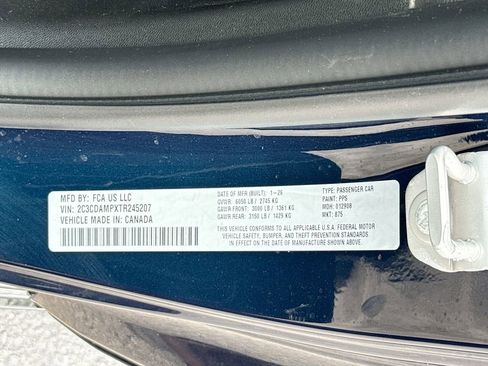 MFD BY: FCA US LLC
VIN: 2C3CDAMPXTR245207
VEHICLE MADE IN: CANADA
DATE OF MFR (BUILT): 1-26
GVWR: 6050 LB / 2745 KG
GAWR FRONT: 3000 LB / 1361 KG
GAWR REAR: 3150 LB / 1429 KG
TYPE: PASSENGER CAR
PAINT: PPS
MDH: 012908
MKT: 875
THIS VEHICLE CONFORMS TO ALL APPLICABLE U.S.A. FEDERAL MOTOR
VEHICLE SAFETY, BUMPER, AND THEFT STANDARDS IN
EFFECT ON THE DATE OF MANUFACTURE SHOWN ABOVE